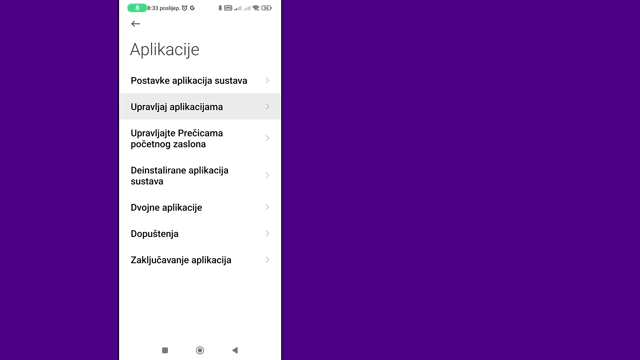 8:33 poslijep.
Aplikacije
Postavke aplikacija sustava
Upravljaj aplikacijama
Upravljajte Prečicama
početnog zaslona
Deinstalirane aplikacija
sustava
Dvojne aplikacije
Dopuštenja
Zaključavanje aplikacija